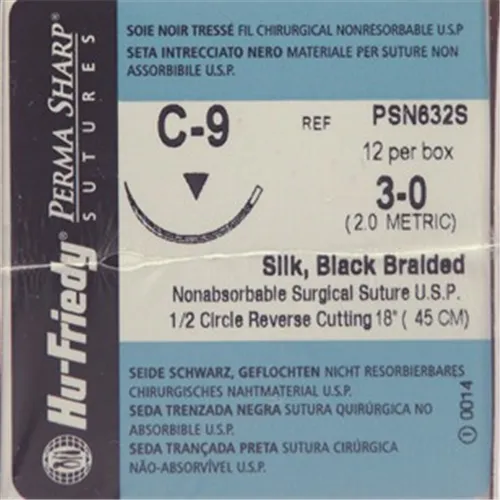 SOIE NOIR TRESSÉ FIL CHIRURGICAL NONRESORBABLE U.S.P
SETA INTRECCIATO NERO MATERIALE PER SUTURE NON
ASSORBIBILE U.S.P.
C-9
REF PSN632S
12 per box
3-0
(2.0 METRIC)
Silk, Black Braided
Nonabsorbable Surgical Suture U.S.P.
1/2 Circle Reverse Cutting 18" ( 45 CM)
SEIDE SCHWARZ, GEFLOCHTEN NICHT RESORBIERBARES
CHIRURGISCHES NAHTMATERIAL U.S.P.
SEDA TRENZADA NEGRA SUTURA QUIRÚRGICA NO
ABSORBIBLE U.S.P.
SEDA TRANÇADA PRETA SUTURA CIRÚRGICA
NÃO-ABSORVÍVEL U.S.P.
0014
Hu-Friedy®
PERMA SHARP®
SUTURES